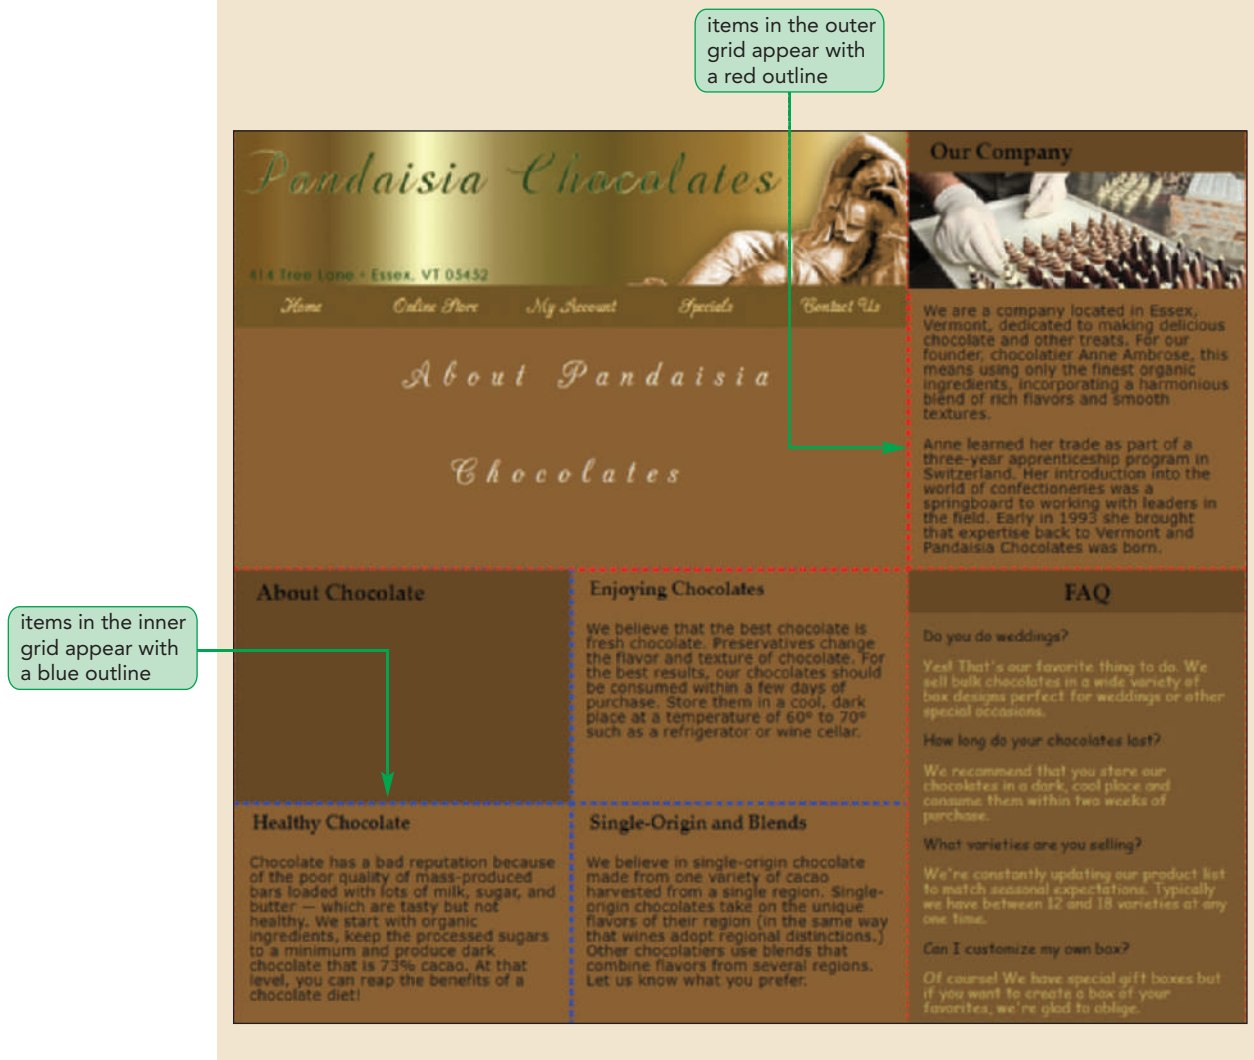 items in the outer
grid appear with
a red outline
Pandaisia Chocolates
414 Tree Lane • Essex, VT 05452
Home Online Store My Account Specials Contact Us
About Pandaisia
Chocolates
Our Company
We are a company located in Essex,
Vermont, dedicated to making delicious
chocolate and other treats. For our
founder, chocolatier Anne Ambrose, this
means using only the finest organic
ingredients, incorporating a harmonious
blend of rich flavors and smooth
textures.
Anne learned her trade as part of a
three-year apprenticeship program in
Switzerland. Her introduction into the
world of confectioneries was a
springboard to working with leaders in
the field. Early in 1993 she brought
that expertise back to Vermont and
Pandaisia Chocolates was born.
items in the inner
grid appear with
a blue outline
About Chocolate
Enjoying Chocolates
We believe that the best chocolate is
fresh chocolate. Preservatives change
the flavor and texture of chocolate. For
the best results, our chocolates should
be consumed within a few days of
purchase. Store them in a cool, dark
place at a temperature of 60° to 70°
such as a refrigerator or wine cellar.
Healthy Chocolate
Chocolate has a bad reputation because
of the poor quality of mass-produced
bars loaded with lots of milk, sugar, and
butter — which are tasty but not
healthy. We start with organic
ingredients, keep the processed sugars
to a minimum and produce dark
chocolate that is 73% cacao. At that
level, you can reap the benefits of a
chocolate diet!
Single-Origin and Blends
We believe in single-origin chocolate
made from one variety of cacao
harvested from a single region. Single-
origin chocolates take on the unique
flavors of their region (in the same way
that wines adopt regional distinctions.)
Other chocolatiers use blends that
combine flavors from several regions.
Let us know what you prefer.
FAQ
Do you do weddings?
Yes! That's our favorite thing to do. We
sell bulk chocolates in a wide variety of
box designs perfect for weddings or other
special occasions.
How long do your chocolates last?
We recommend that you store our
chocolates in a dark, cool place and
consume them within two weeks of
purchase.
What varieties are you selling?
We're constantly updating our product list
to match seasonal expectations. Typically
we have between 12 and 18 varieties at any
one time.
Can I customize my own box?
Of course! We have special gift boxes but
if you want to create a box of your
favorites, we're glad to oblige.